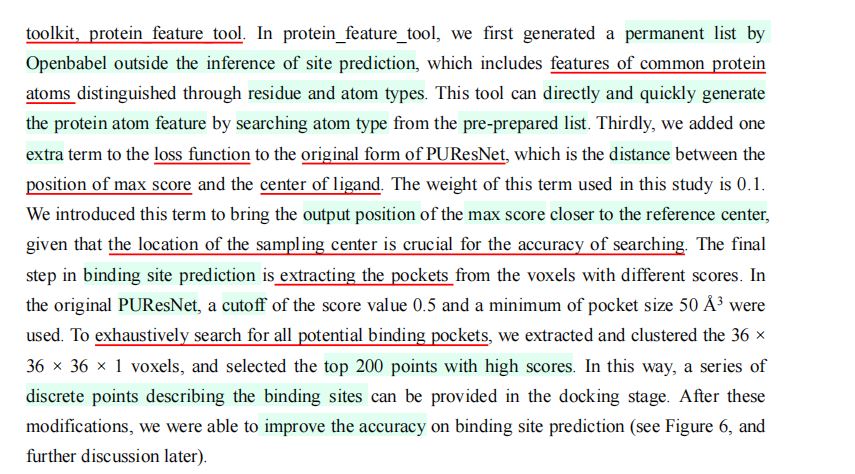 toolkit, protein_feature_tool. In protein_feature_tool, we first generated a permanent list by
Openbabel outside the inference of site prediction, which includes features of common protein
atoms distinguished through residue and atom types. This tool can directly and quickly generate
the protein atom feature by searching atom type from the pre-prepared list. Thirdly, we added one
extra term to the loss function to the original form of PUResNet, which is the distance between the
position of max score and the center of ligand. The weight of this term used in this study is 0.1.
We introduced this term to bring the output position of the max score closer to the reference center,
given that the location of the sampling center is crucial for the accuracy of searching. The final
step in binding site prediction is extracting the pockets from the voxels with different scores. In
the original PUResNet, a cutoff of the score value 0.5 and a minimum of pocket size 50 Å³ were
used. To exhaustively search for all potential binding pockets, we extracted and clustered the 36 ×
36 × 36 × 1 voxels, and selected the top 200 points with high scores. In this way, a series of
discrete points describing the binding sites can be provided in the docking stage. After these
modifications, we were able to improve the accuracy on binding site prediction (see Figure 6, and
further discussion later).